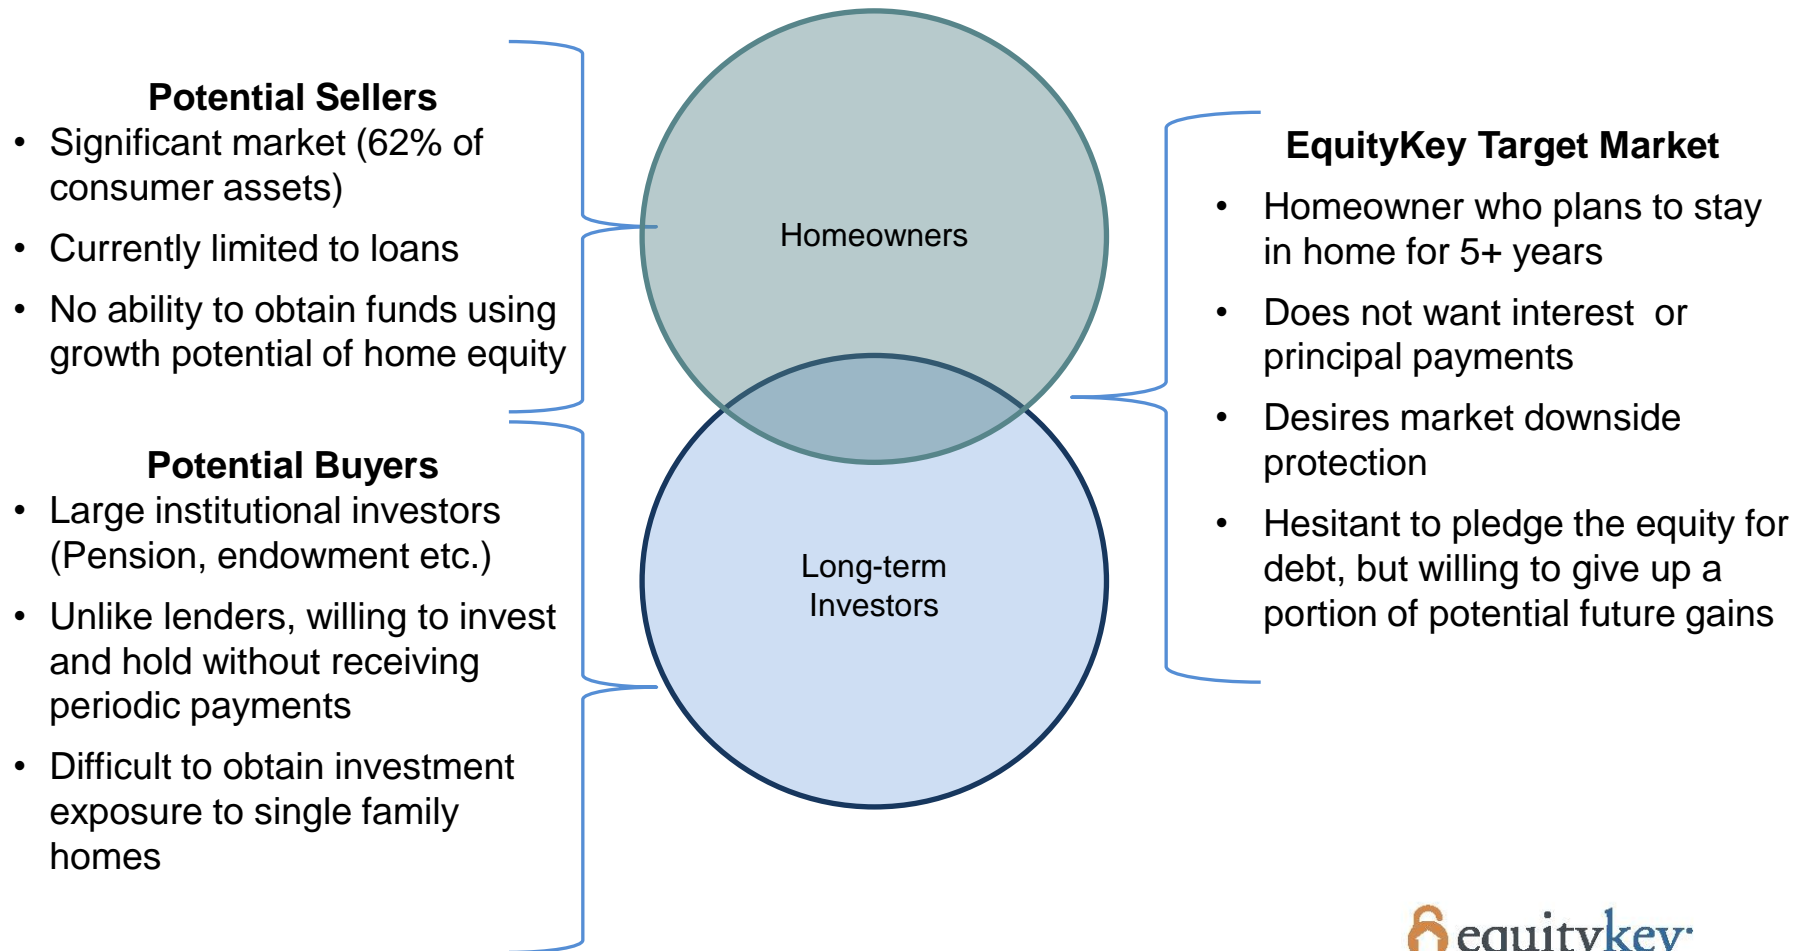 Potential Sellers
• Significant market (62% of
consumer assets)
• Currently limited to loans
• No ability to obtain funds using
growth potential of home equity
Potential Buyers
• Large institutional investors
(Pension, endowment etc.)
• Unlike lenders, willing to invest
and hold without receiving
periodic payments
• Difficult to obtain investment
exposure to single family
homes
Homeowners
Long-term
Investors
EquityKey Target Market
• Homeowner who plans to stay
in home for 5+ years
• Does not want interest or
principal payments
• Desires market downside
protection
• Hesitant to pledge the equity for
debt, but willing to give up a
portion of potential future gains
equitykey